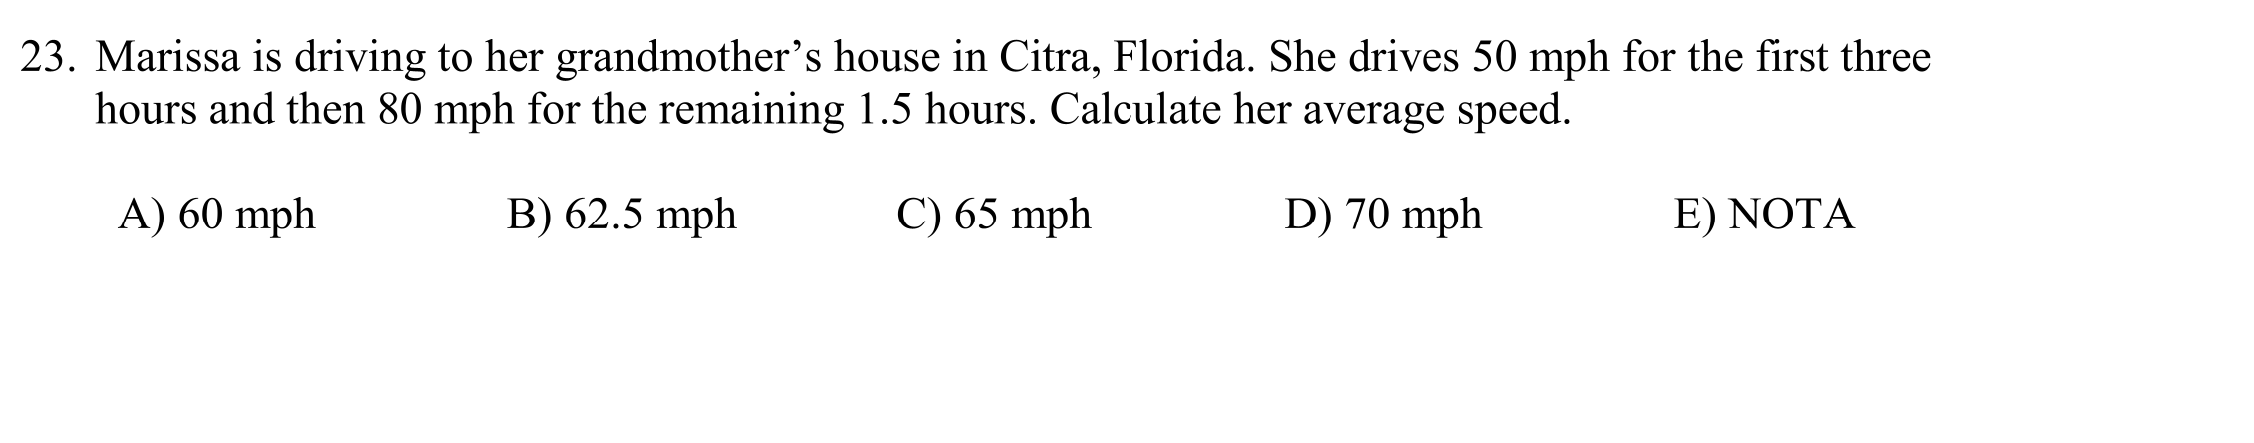 23. Marissa is driving to her grandmother’s house in Citra, Florida. She drives 50 mph for the first three
hours and then 80 mph for the remaining 1.5 hours. Calculate her average speed.
A) 60 mph B) 62.5 mph C) 65 mph D) 70 mph E) NOTA